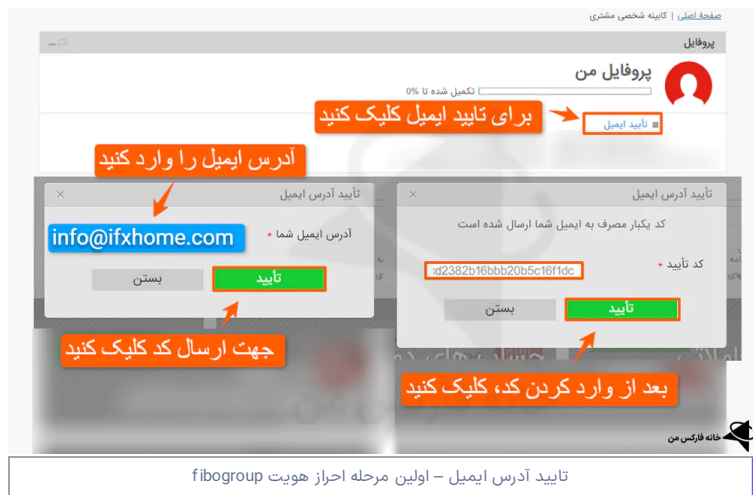 صفحهٔ اصلی | کابینه شخصی مشتری
پروفایل
پروفایل من
تکمیل شده تا %0
تأیید ایمیل
برای تایید ایمیل کلیک کنید
آدرس ایمیل را وارد کنید
تأیید آدرس ایمیل
تأیید آدرس ایمیل
کد یکبار مصرف به ایمیل شما ارسال شده است
کد تأیید *
d2382b16bbb20b5c16f1dc
آدرس ایمیل شما *
info@ifxhome.com
تأیید
بستن
تأیید
بستن
جهت ارسال کد کلیک کنید
بعد از وارد کردن کد، کلیک کنید
خانه فارکس من
تایید آدرس ایمیل – اولین مرحله احراز هویت fibogroup